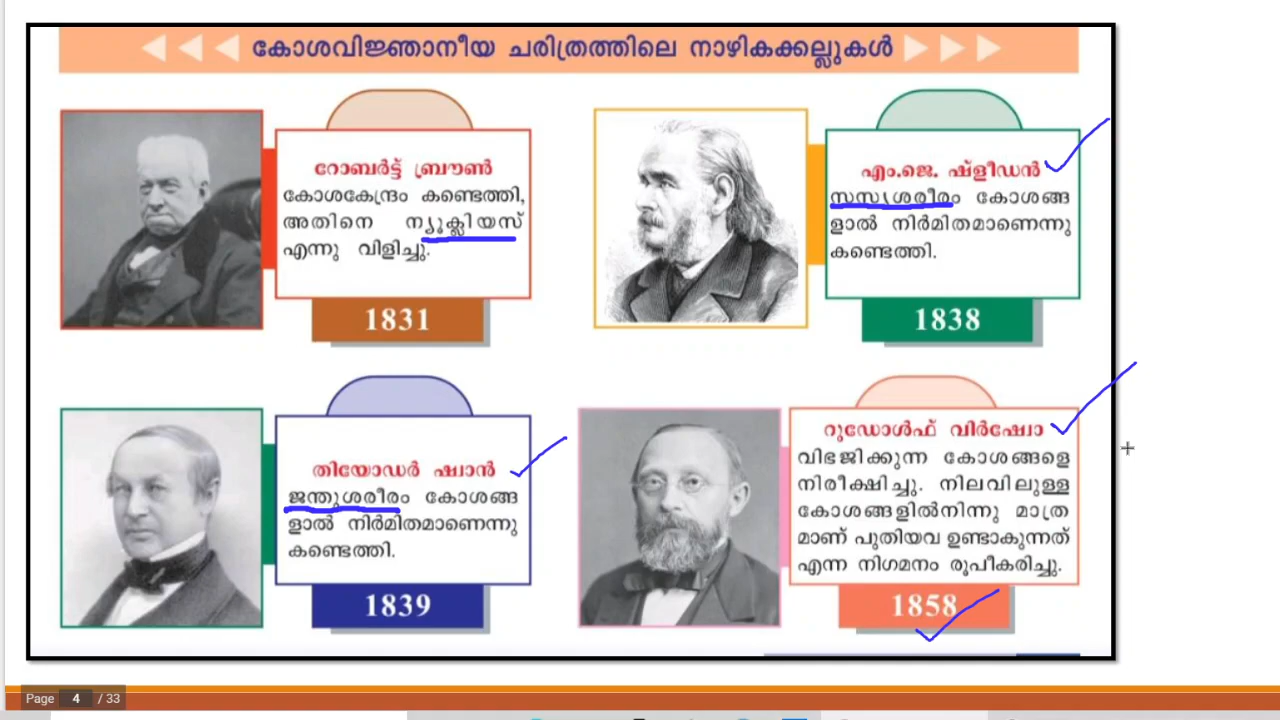 കോശവിജ്ഞാനീയ ചരിത്രത്തിലെ നാഴികക്കല്ലുകൾ
റോബർട്ട് ബ്രൗൺ
കോശകേന്ദ്രം കണ്ടെത്തി,
അതിനെ ന്യൂക്ലിയസ്
എന്നു വിളിച്ചു.
1831
എം.ജെ. ഷ്ളീഡൻ
സസ്യശരീരം കോശങ്ങ
ളാൽ നിർമിതമാണെന്നു
കണ്ടെത്തി.
1838
തിയോഡർ ഷ്വാൻ
ജന്തുശരീരം കോശങ്ങ
ളാൽ നിർമിതമാണെന്നു
കണ്ടെത്തി.
1839
റുഡോൾഫ് വിർഷ്വോ
വിഭജിക്കുന്ന കോശങ്ങളെ
നിരീക്ഷിച്ചു. നിലവിലുള്ള
കോശങ്ങളിൽനിന്നു മാത്ര
മാണ് പുതിയവ ഉണ്ടാകുന്നത്
എന്ന നിഗമനം രൂപീകരിച്ചു.
1858
Page 4 / 33